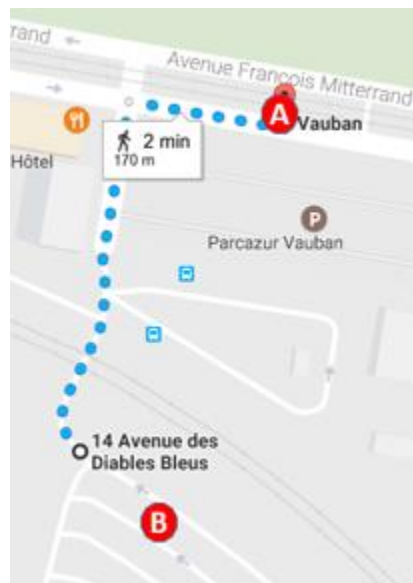 rand
Avenue François Mitterrand
A
Vauban
2 min
170 m
Hôtel
P
Parcazur Vauban
14 Avenue des
Diables Bleus
B